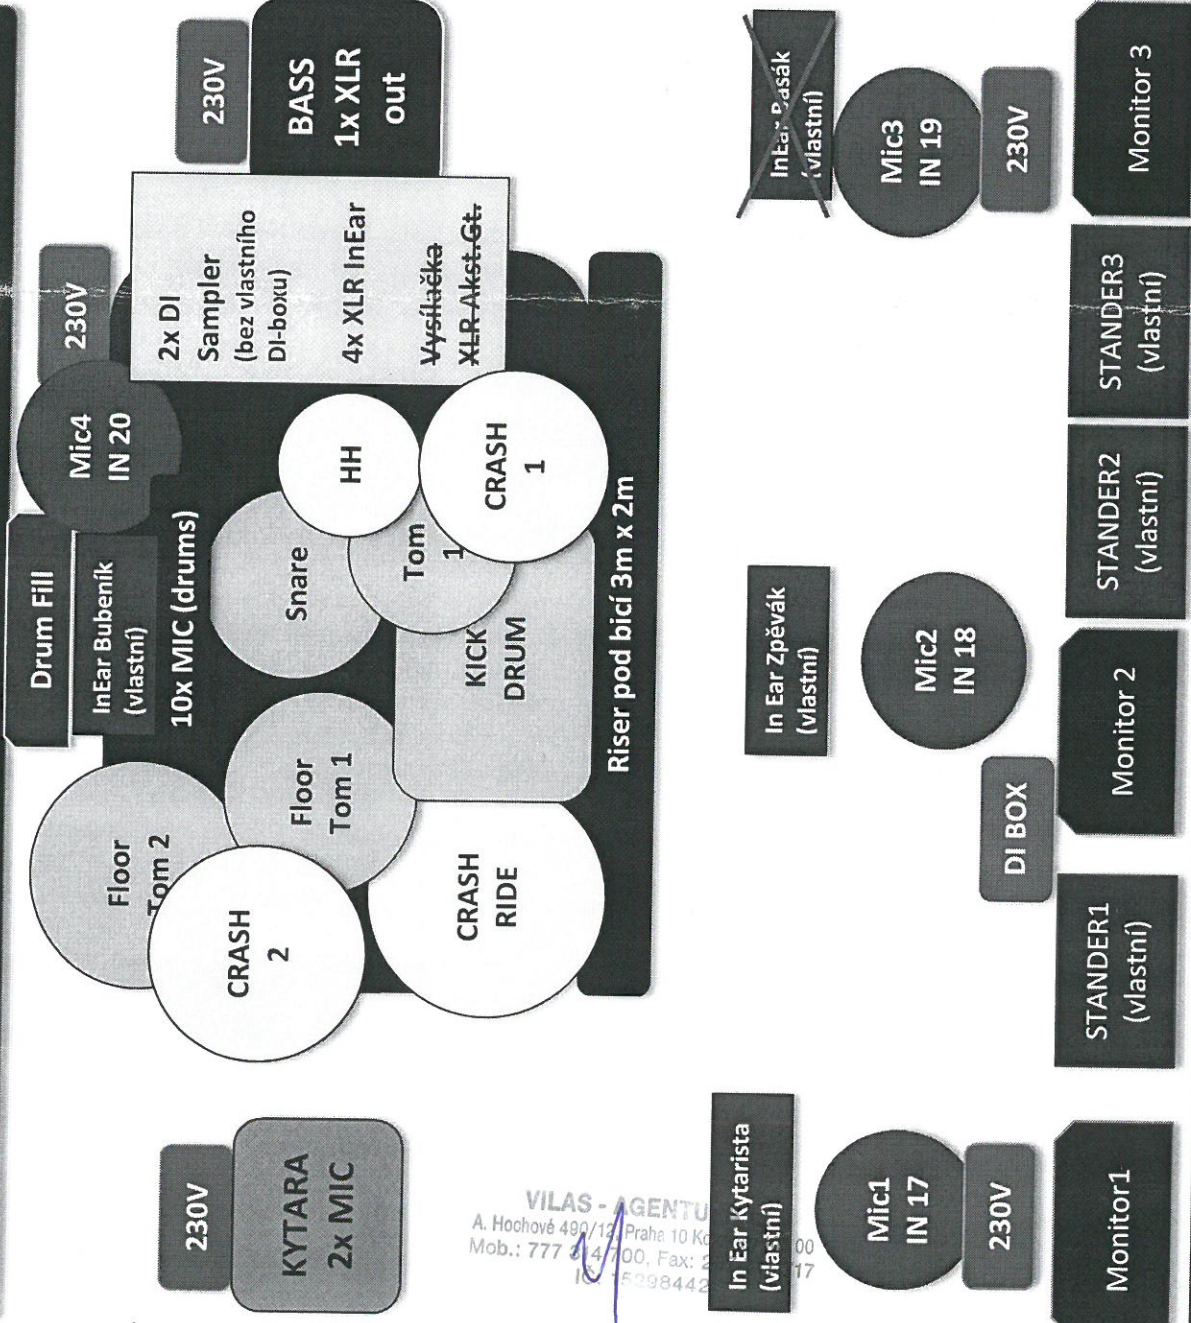 Drum Fill
InEar Bubeník
(vlastní)
Mic4
IN 20
230V
230V
BASS
1x XLR
out
2x DI
Sampler
(bez vlastního
DI-boxu)
4x XLR InEar
Vysílačka
XLR Akst.Gt.
10x MIC (drums)
Floor
Tom 2
CRASH
2
Floor
Tom 1
Snare
HH
Tom
1
CRASH
1
KICK
DRUM
CRASH
RIDE
Riser pod bicí 3m x 2m
230V
KYTARA
2x MIC
VILAS - AGENTU
A. Hochové 490/12, Praha 10
Mob.: 777 314 700, Fax:
In Ear Kytarista
(vlastní)
Mic1
IN 17
230V
Monitor1
In Ear Zpěvák
(vlastní)
Mic2
IN 18
DI BOX
STANDER1
(vlastní)
Monitor 2
STANDER2
(vlastní)
STANDER3
(vlastní)
InEar Basák
(vlastní)
Mic3
IN 19
230V
Monitor 3